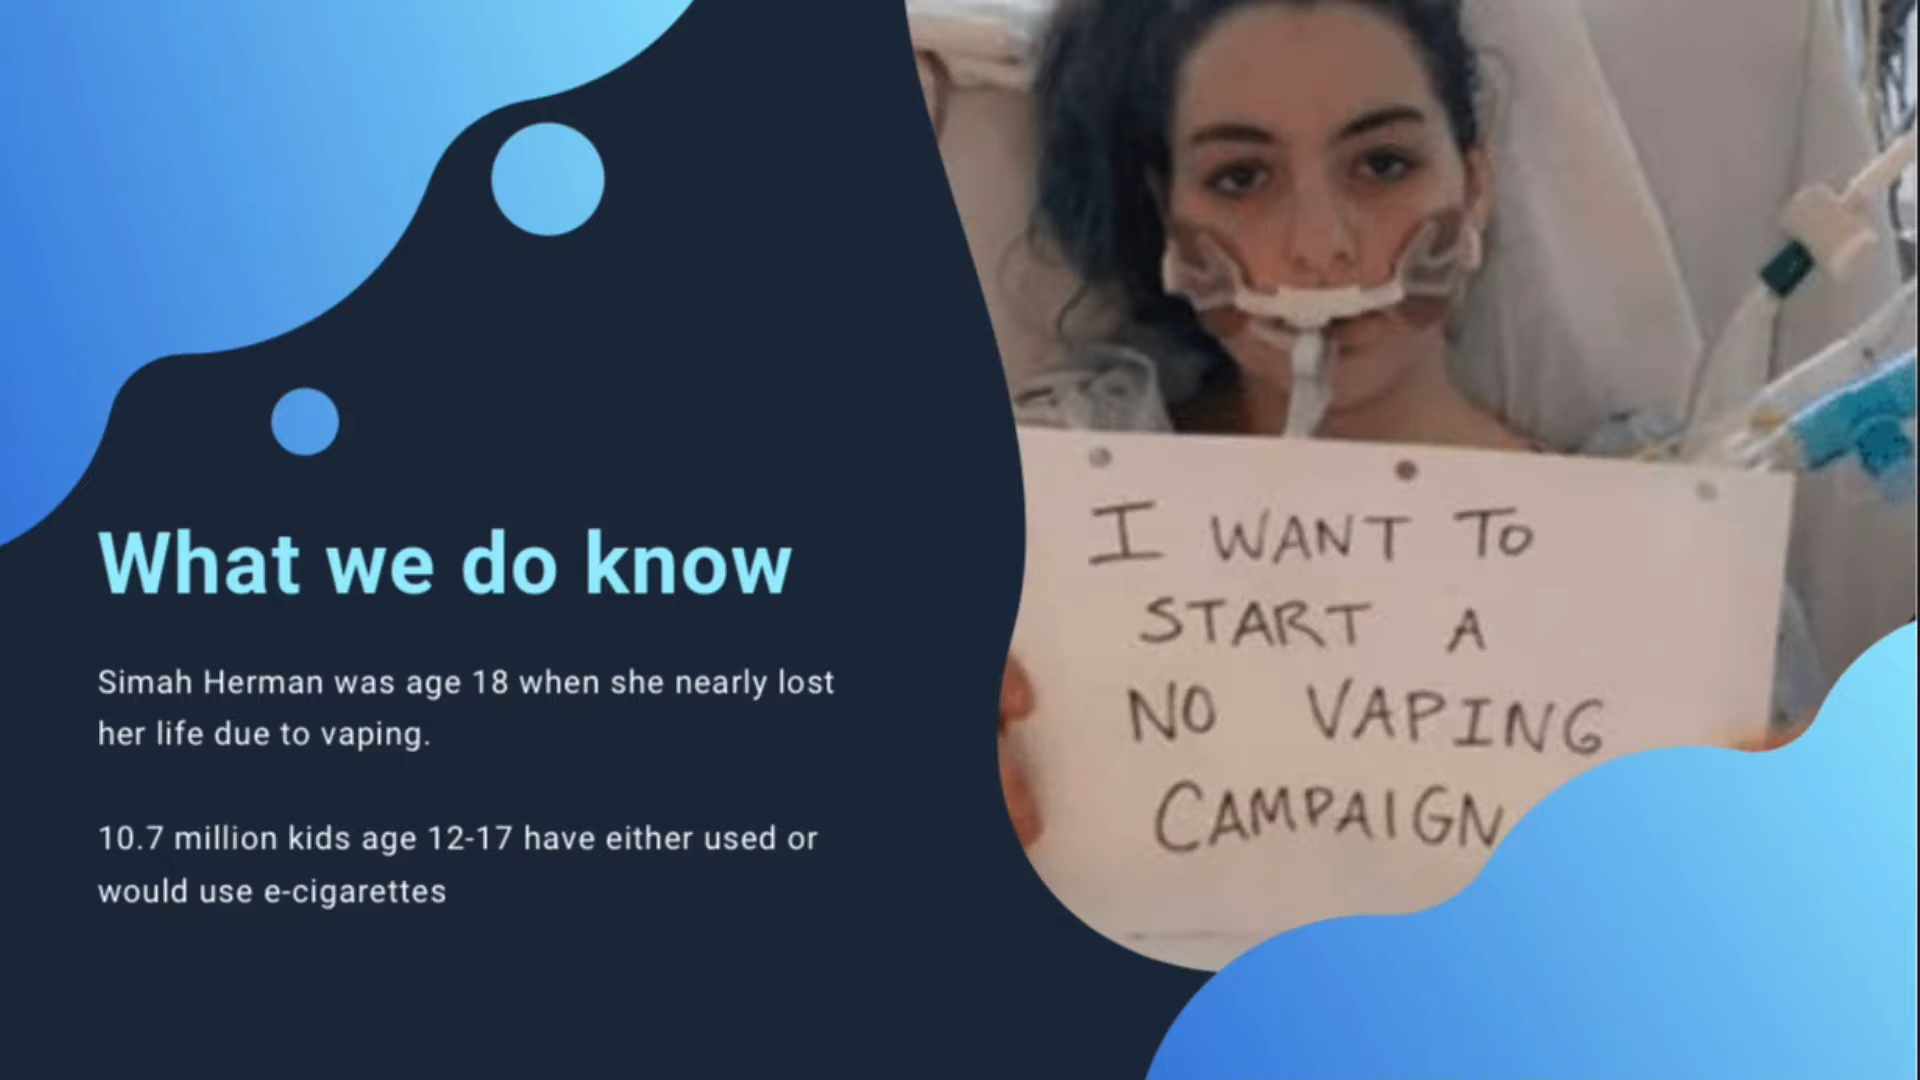 What we do know
Simah Herman was age 18 when she nearly lost
her life due to vaping.
10.7 million kids age 12-17 have either used or
would use e-cigarettes
I WANT TO
START A
NO VAPING
CAMPAIGN